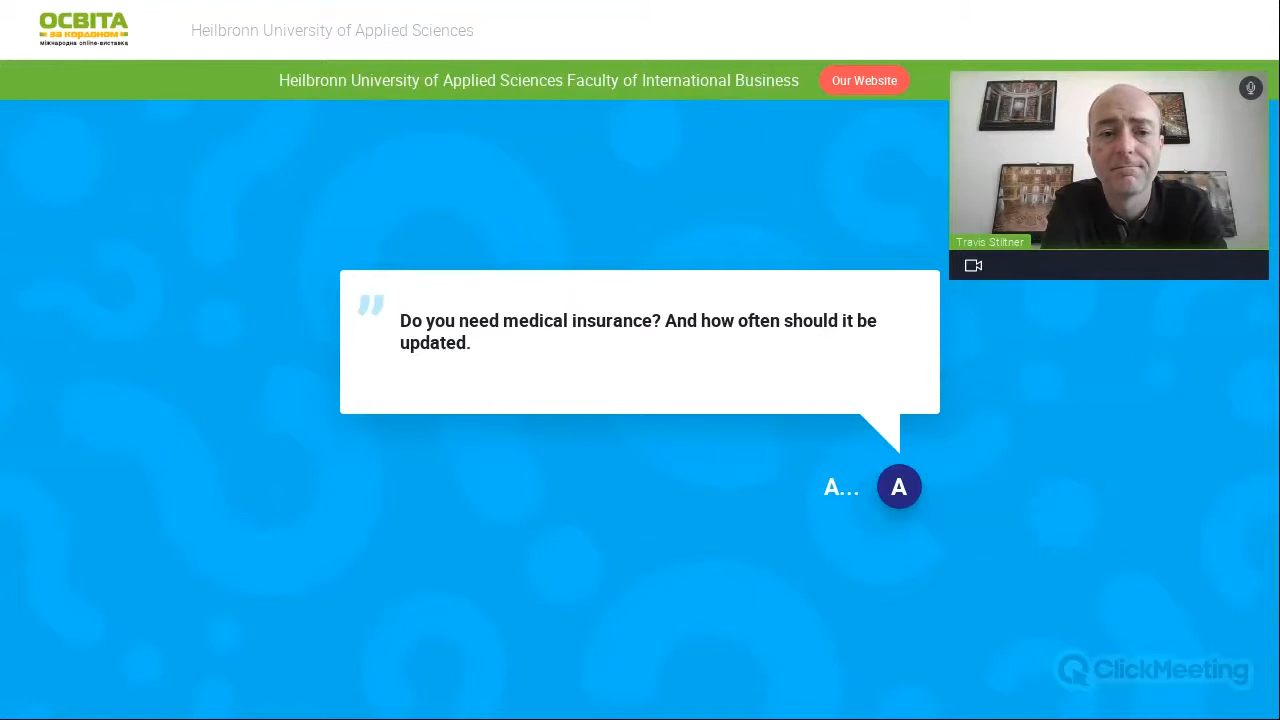 ОСВІТА
за кордоном
міжнародна online-виставка
Heilbronn University of Applied Sciences
Heilbronn University of Applied Sciences Faculty of International Business
Our Website
Travis Stiltner
" Do you need medical insurance? And how often should it be
updated.
A... A
ClickMeeting